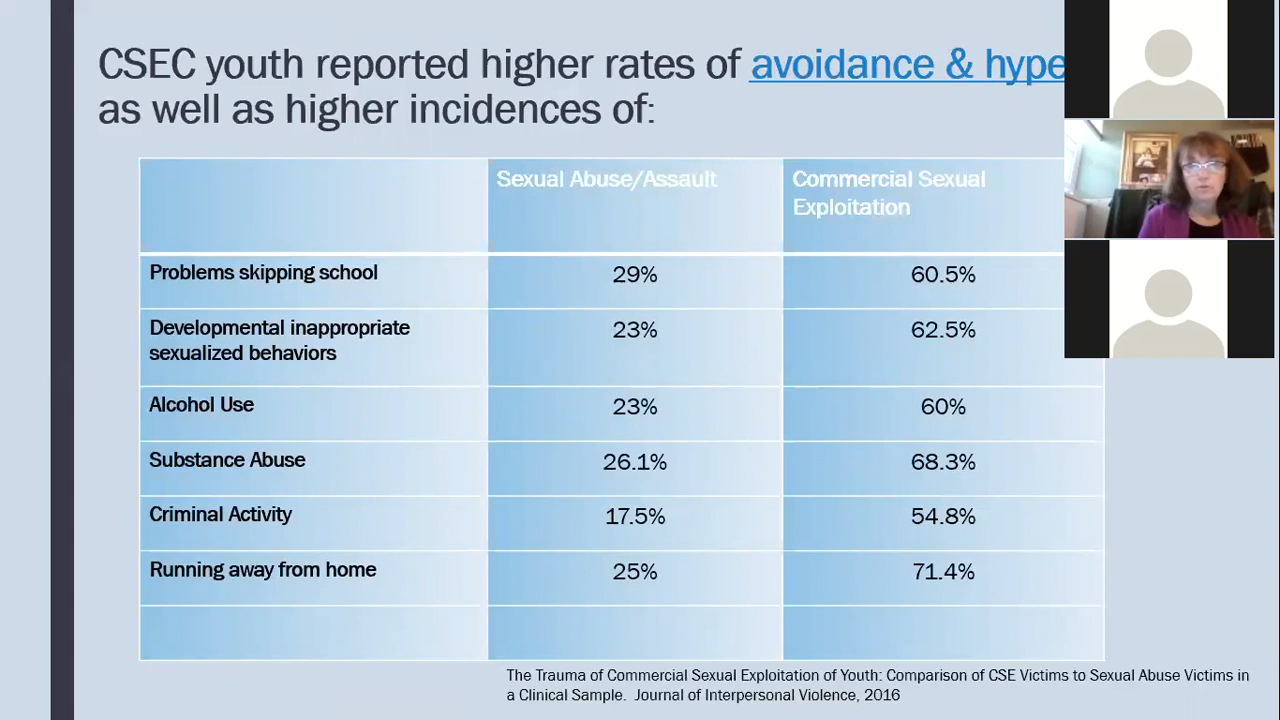 CSEC youth reported higher rates of avoidance &
as well as higher incidences of:
Sexual Abuse/Assault
Commercial Sexual
Exploitation
Problems skipping school
29%
60.5%
Developmental inappropriate
sexualized behaviors
23%
62.5%
Alcohol Use
23%
60%
Substance Abuse
26.1%
68.3%
Criminal Activity
17.5%
54.8%
Running away from home
25%
71.4%
The Trauma of Commercial Sexual Exploitation of Youth: Comparison of CSE Victims to Sexual Abuse Victims in
a Clinical Sample. Journal of Interpersonal Violence, 2016